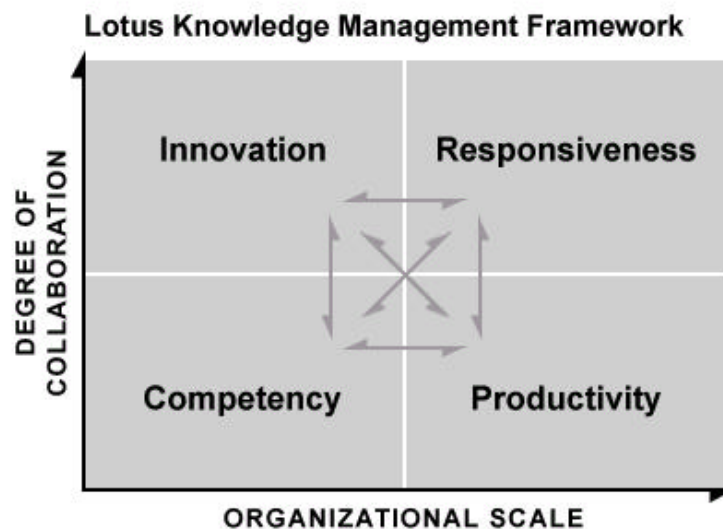 Lotus Knowledge Management Framework
DEGREE OF
COLLABORATION
Innovation
Responsiveness
Competency
Productivity
ORGANIZATIONAL SCALE